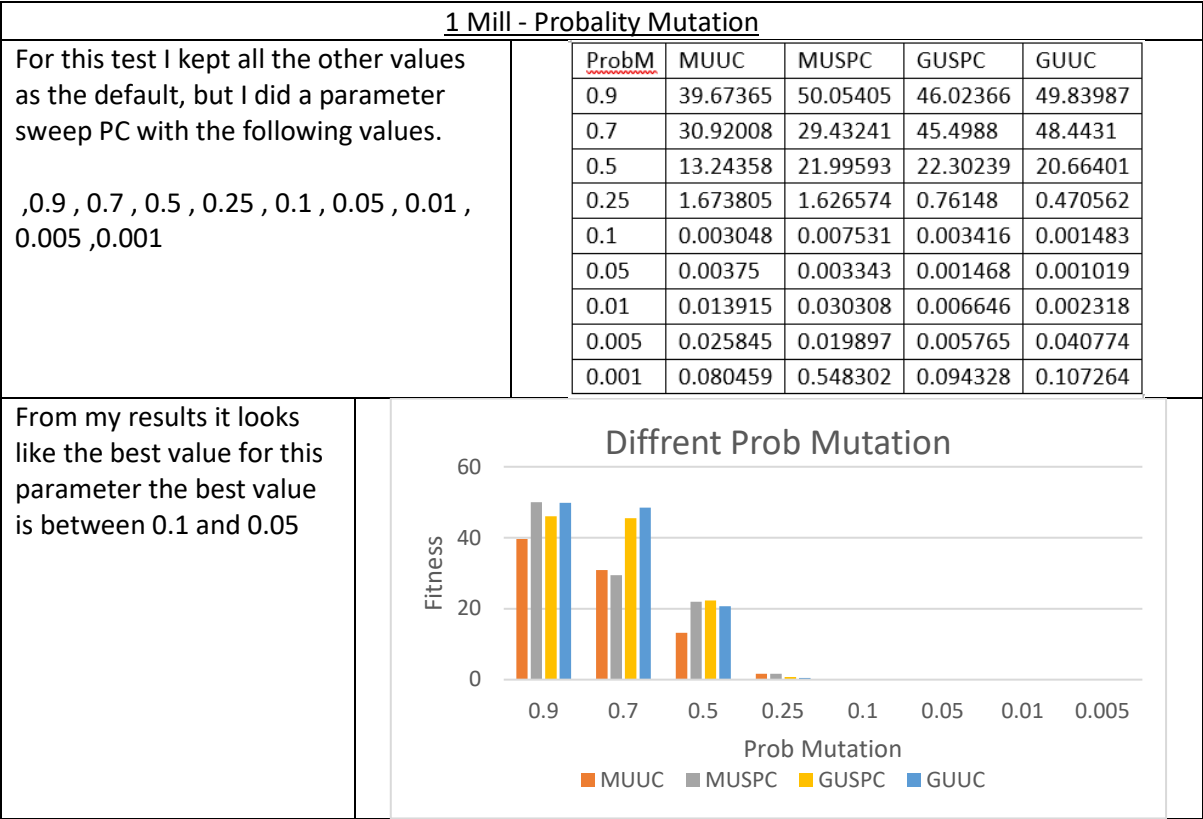 1 Mill - Probality Mutation
For this test I kept all the other values
as the default, but I did a parameter
sweep PC with the following values.
,0.9 , 0.7 , 0.5 , 0.25 , 0.1 , 0.05 , 0.01 ,
0.005 ,0.001
ProbM MUUC MUSPC GUSPC GUUC
0.9 39.67365 50.05405 46.02366 49.83987
0.7 30.92008 29.43241 45.4988 48.4431
0.5 13.24358 21.99593 22.30239 20.66401
0.25 1.673805 1.626574 0.76148 0.470562
0.1 0.003048 0.007531 0.003416 0.001483
0.05 0.00375 0.003343 0.001468 0.001019
0.01 0.013915 0.030308 0.006646 0.002318
0.005 0.025845 0.019897 0.005765 0.040774
0.001 0.080459 0.548302 0.094328 0.107264
From my results it looks
like the best value for this
parameter the best value
is between 0.1 and 0.05
Diffrent Prob Mutation
Fitness
60
40
20
0
0.9 0.7 0.5 0.25 0.1 0.05 0.01 0.005
Prob Mutation
MUUC MUSPC GUSPC GUUC